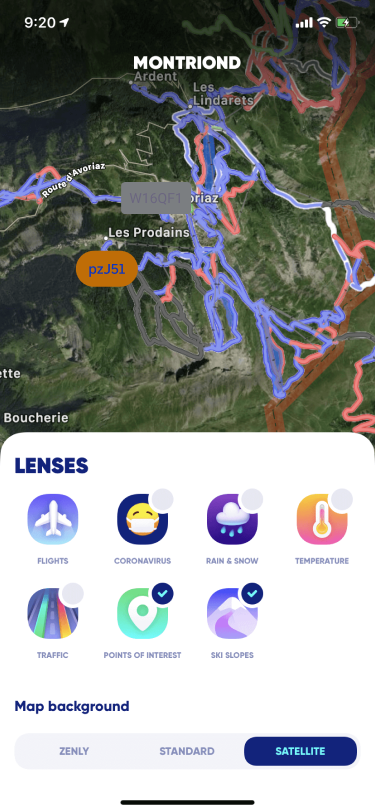 9:20
MONTRIOND
Ardent
Les
Lindarets
Route d'Avoriaz
W16QF1
oriaz
Les Prodains
pzJ51
ette
Boucherie
LENSES
FLIGHTS
CORONAVIRUS
RAIN & SNOW
TEMPERATURE
TRAFFIC
POINTS OF INTEREST
SKI SLOPES
Map background
ZENLY
STANDARD
SATELLITE